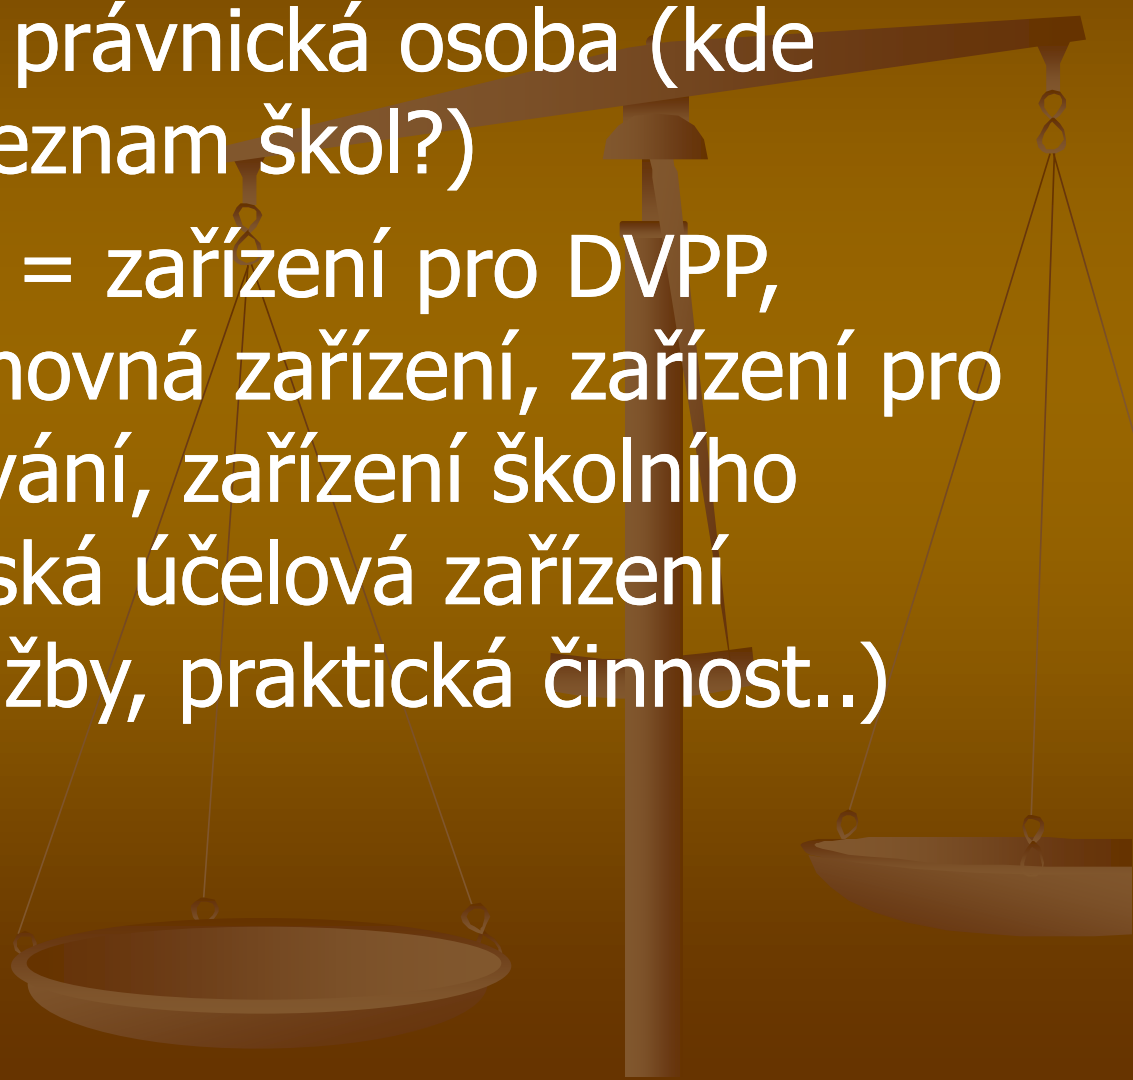 právnická osoba (kde
eznam škol?)
= zařízení pro DVPP,
hovná zařízení, zařízení pro
vání, zařízení školního
ská účelová zařízení
žby, praktická činnost..)